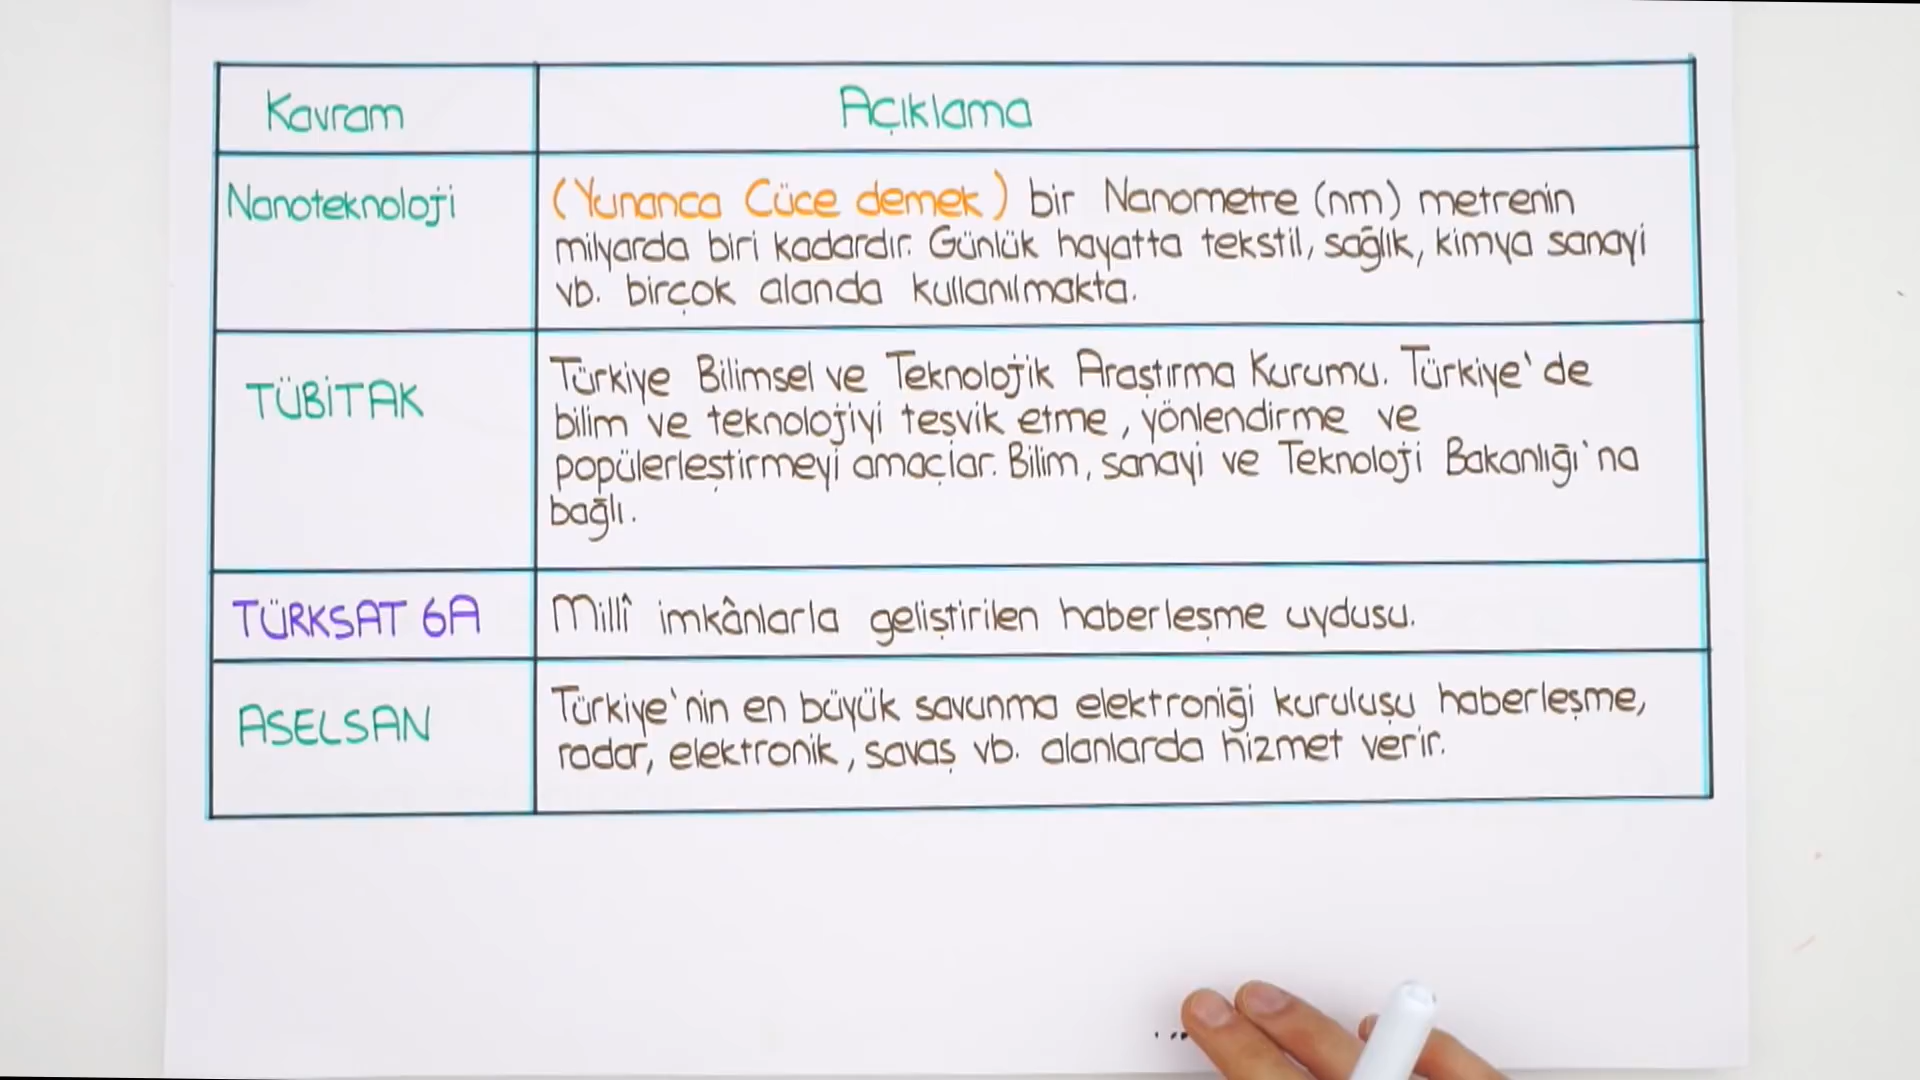 Kavram
Açıklama
Nanoteknoloji
(Yunanca Cüce demek) bir Nanometre (nm) metrenin
milyarda biri kadardır. Günlük hayatta tekstil, sağlık, kimya sanayi
vb. birçok alanda kullanılmakta.
TÜBİTAK
Türkiye Bilimsel ve Teknolojik Araştırma Kurumu. Türkiye'de
bilim ve teknolojiyi teşvik etme, yönlendirme ve
popülerleştirmeyi amaçlar. Bilim, sanayi ve Teknoloji Bakanlığı'na
bağlı.
TÜRKSAT 6A
Millî imkânlarla geliştirilen haberleşme uydusu.
ASELSAN
Türkiye'nin en büyük savunma elektroniği kuruluşu haberleşme,
radar, elektronik, savaş vb. alanlarda hizmet verir.